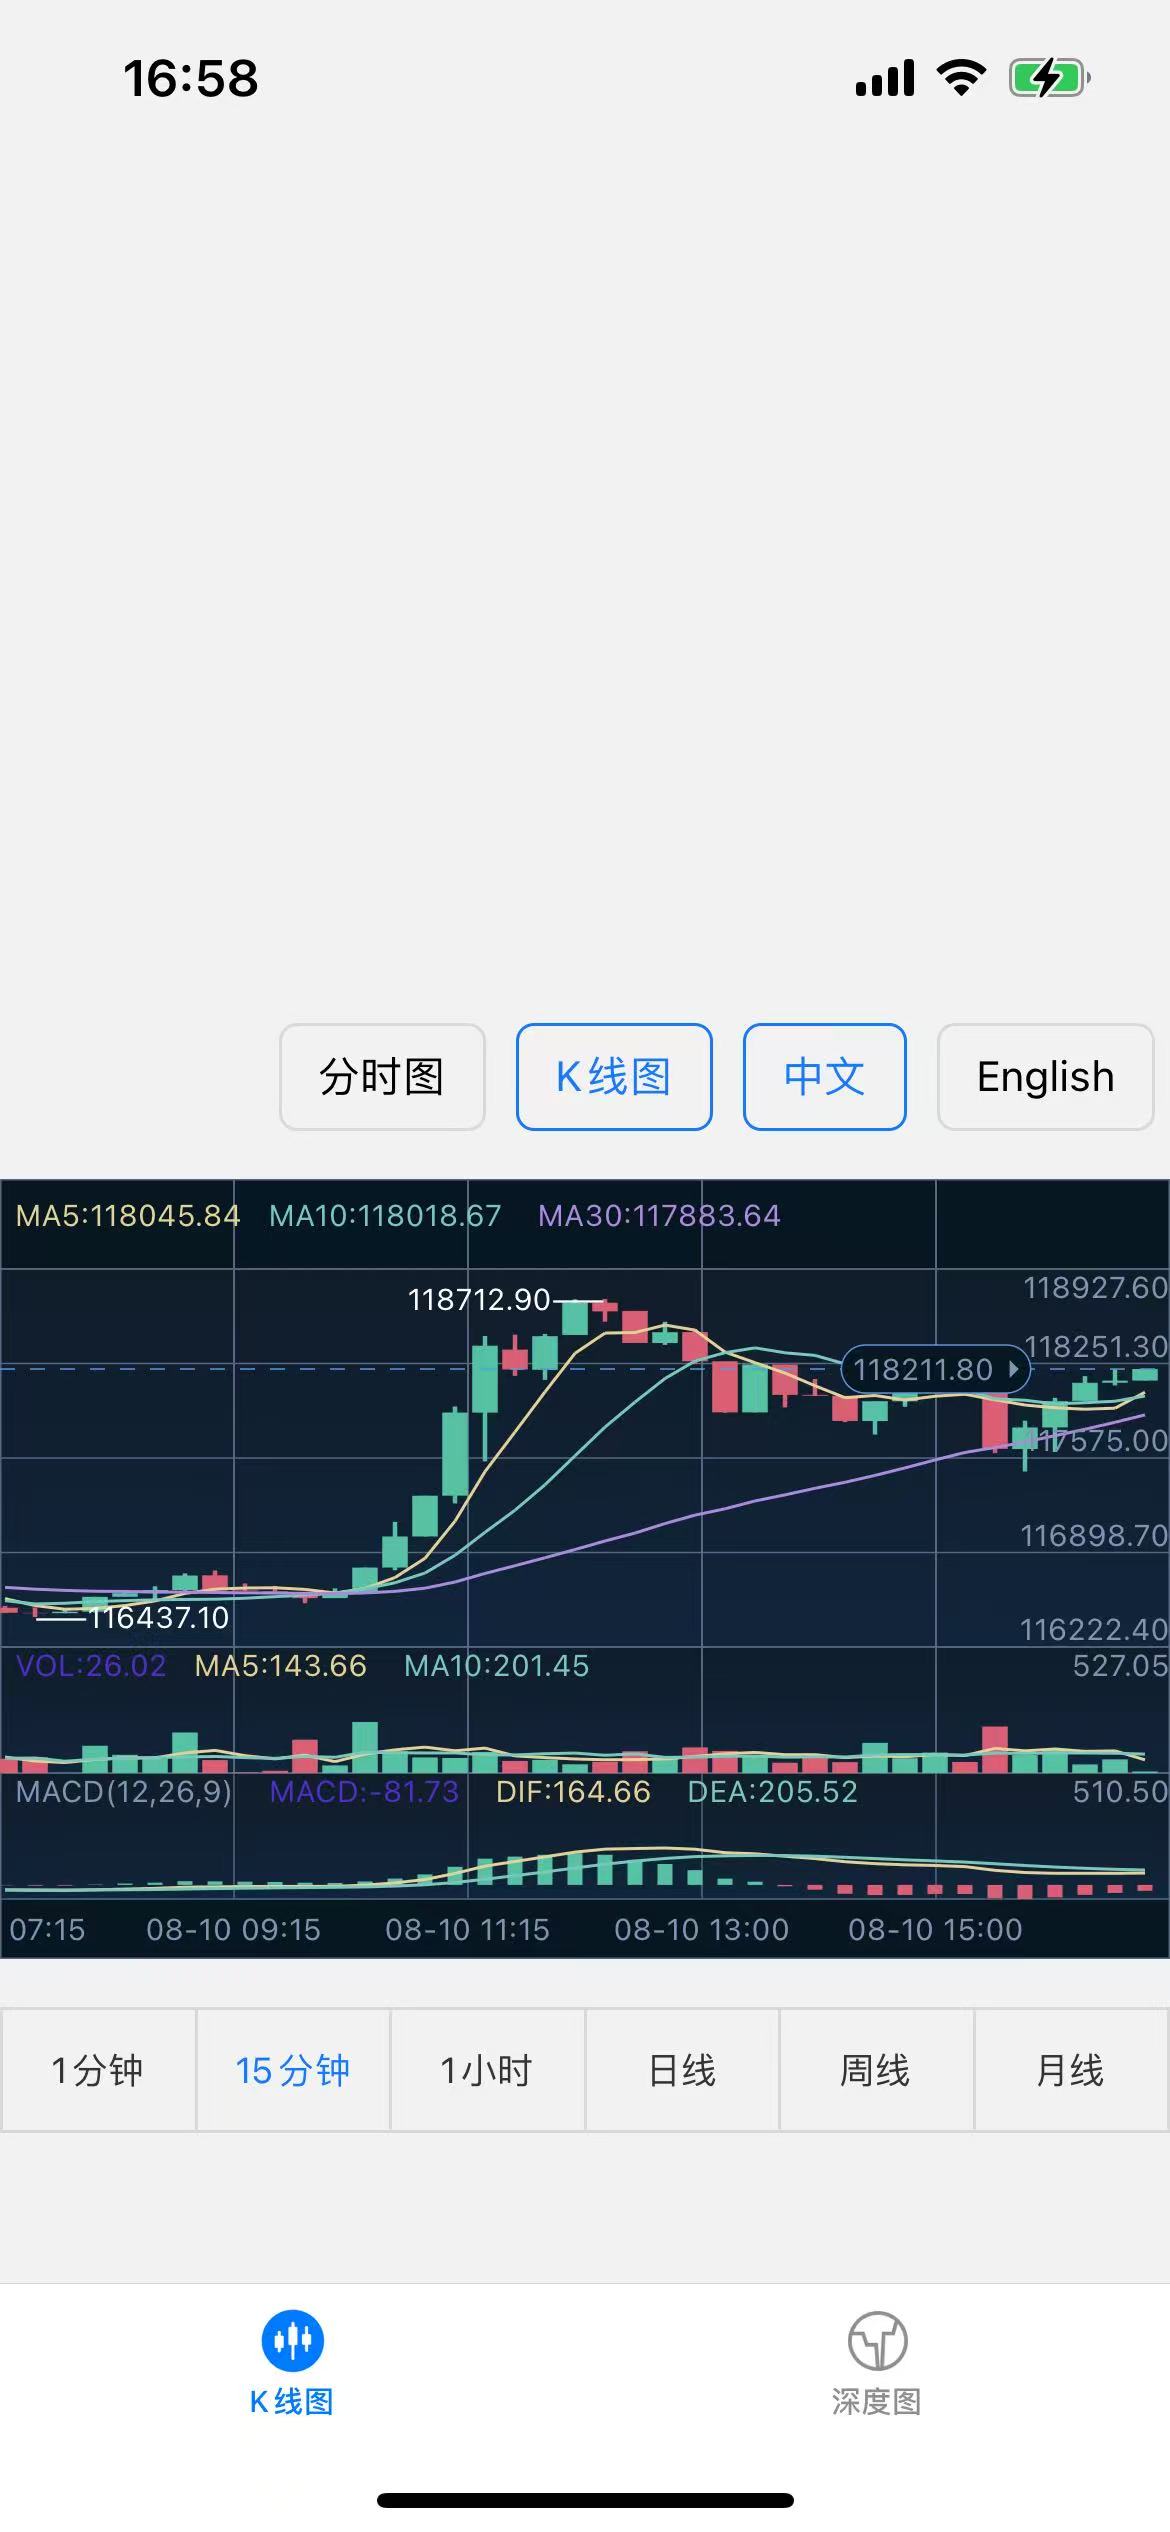 16:58
分时图 K线图 中文 English
MA5:118045.84 MA10:118018.67 MA30:117883.64
118927.60
118712.90
118251.30
118211.80
117575.00
116898.70
116437.10
116222.40
VOL:26.02 MA5:143.66 MA10:201.45 527.05
MACD(12,26,9) MACD:-81.73 DIF:164.66 DEA:205.52 510.50
07:15 08-10 09:15 08-10 11:15 08-10 13:00 08-10 15:00
1分钟 15分钟 1小时 日线 周线 月线
K线图 深度图